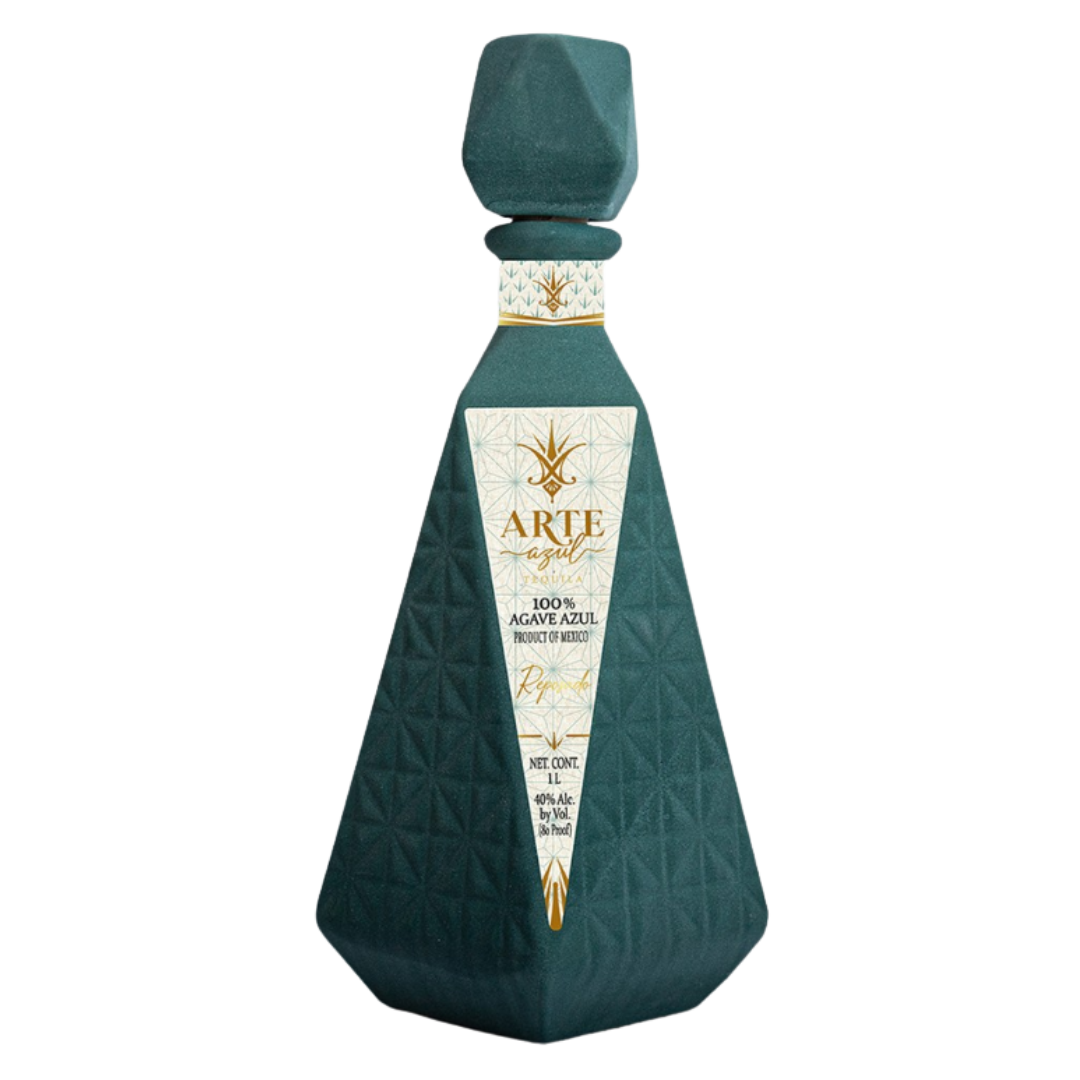 ARTE
azul
TEQUILA
100%
AGAVE AZUL
PRODUCT OF MEXICO
Reposado
NET. CONT.
1 L
40% Alc.
by Vol.
(80 Proof)